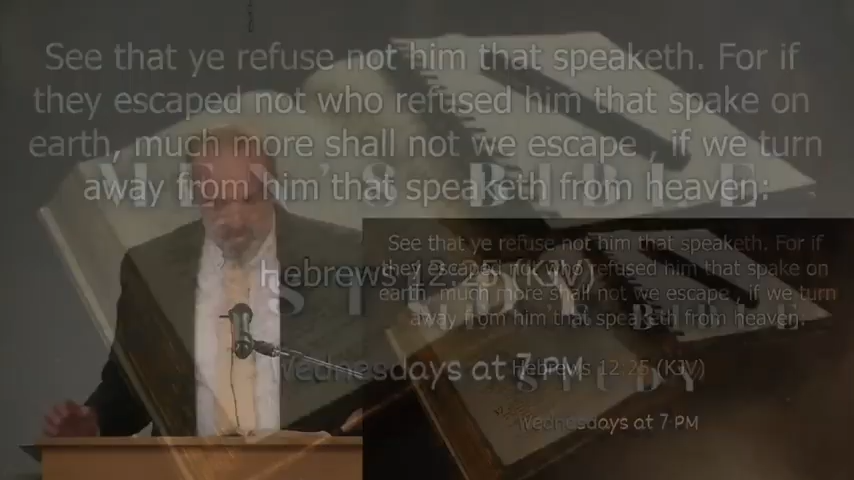 See that ye refuse not him that speaketh. For if
they escaped not who refused him that spake on
earth, much more shall not we escape , if we turn
away from him that speaketh from heaven:
MEN'S BIBLE
Hebrews 12:25 (KJV)
Wednesdays at 7 PM
See that ye refuse not him that speaketh. For if
they escaped not who refused him that spake on
earth, much more shall not we escape , if we turn
away from him that speaketh from heaven:
Hebrews 12:25 (KJV)
STUDY
Wednesdays at 7 PM